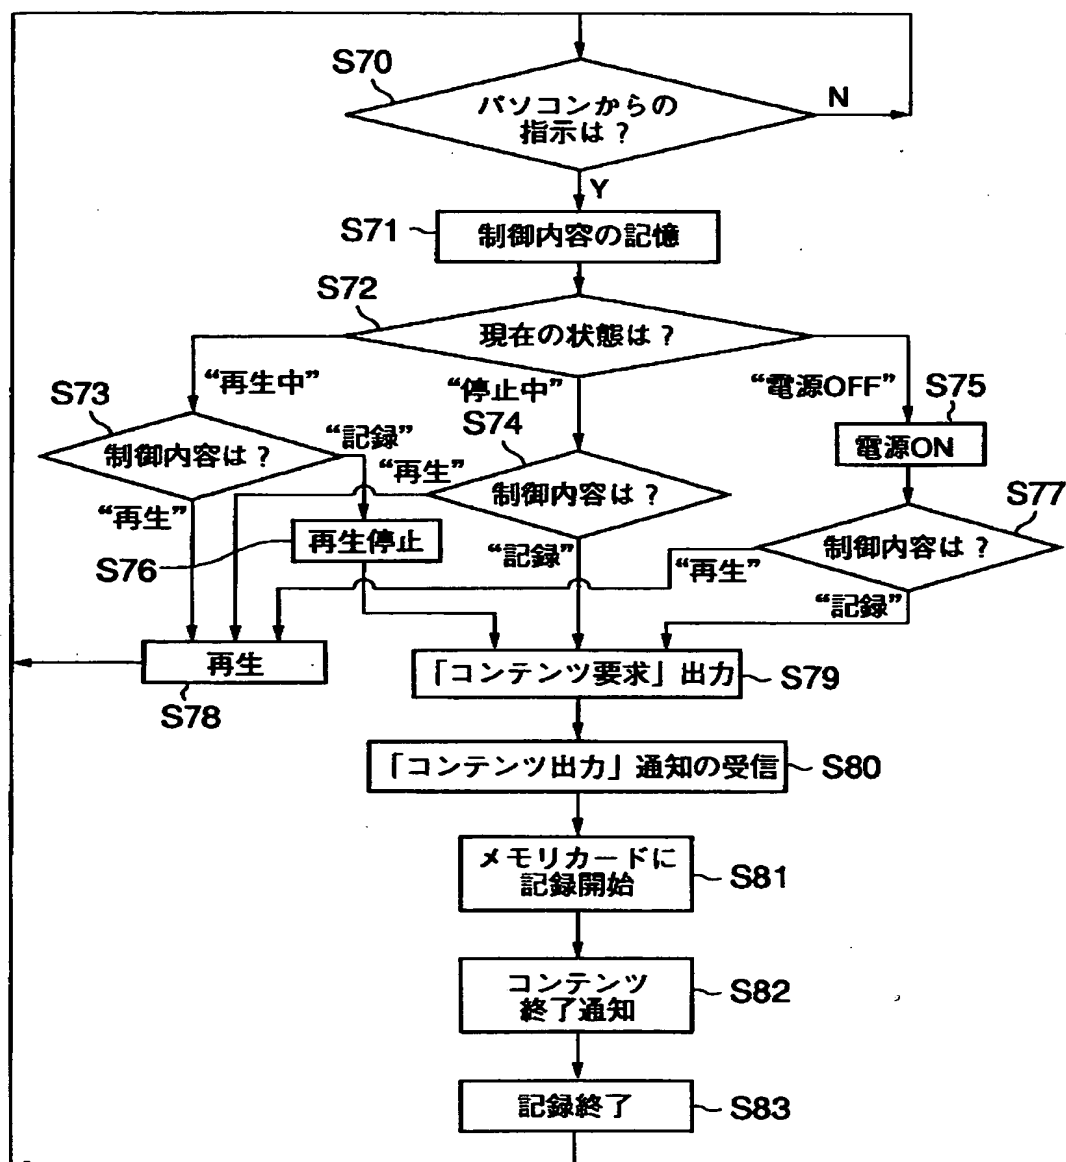 S70
パソコンからの
指示は？
N
Y
S71
制御内容の記憶
S72
現在の状態は？
“再生中”
“停止中”
“電源OFF”
S73
S74
S75
制御内容は？
“記録”
“再生”
制御内容は？
電源ON
S77
“再生”
再生停止
S76
“記録”
制御内容は？
“再生”
“記録”
再生
S78
「コンテンツ要求」出力
S79
「コンテンツ出力」通知の受信
S80
メモリカードに
記録開始
S81
コンテンツ
終了通知
S82
記録終了
S83